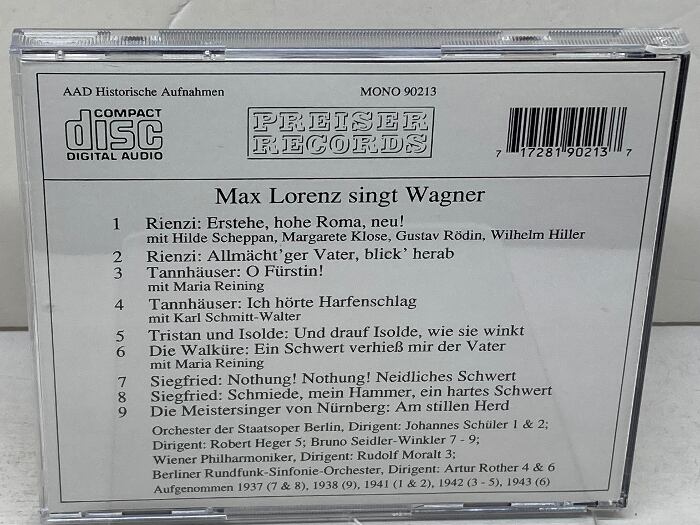 AAD Historische Aufnahmen MONO 90213
COMPACT
disc
DIGITAL AUDIO
PREISER
RECORDS
7 17281 90213 7
Max Lorenz singt Wagner
1 Rienzi: Erstehe, hohe Roma, neu!
mit Hilde Scheppan, Margarete Klose, Gustav Rödin, Wilhelm Hiller
2 Rienzi: Allmächt'ger Vater, blick' herab
3 Tannhäuser: O Fürstin!
mit Maria Reining
4 Tannhäuser: Ich hörte Harfenschlag
mit Karl Schmitt-Walter
5 Tristan und Isolde: Und drauf Isolde, wie sie winkt
6 Die Walküre: Ein Schwert verhieß mir der Vater
mit Maria Reining
7 Siegfried: Nothung! Nothung! Neidliches Schwert
8 Siegfried: Schmiede, mein Hammer, ein hartes Schwert
9 Die Meistersinger von Nürnberg: Am stillen Herd
Orchester der Staatsoper Berlin, Dirigent: Johannes Schüler 1 & 2;
Dirigent: Robert Heger 5; Bruno Seidler-Winkler 7 - 9;
Wiener Philharmoniker, Dirigent: Rudolf Moralt 3;
Berliner Rundfunk-Sinfonie-Orchester, Dirigent: Artur Rother 4 & 6
Aufgenommen 1937 (7 & 8), 1938 (9), 1941 (1 & 2), 1942 (3 - 5), 1943 (6)